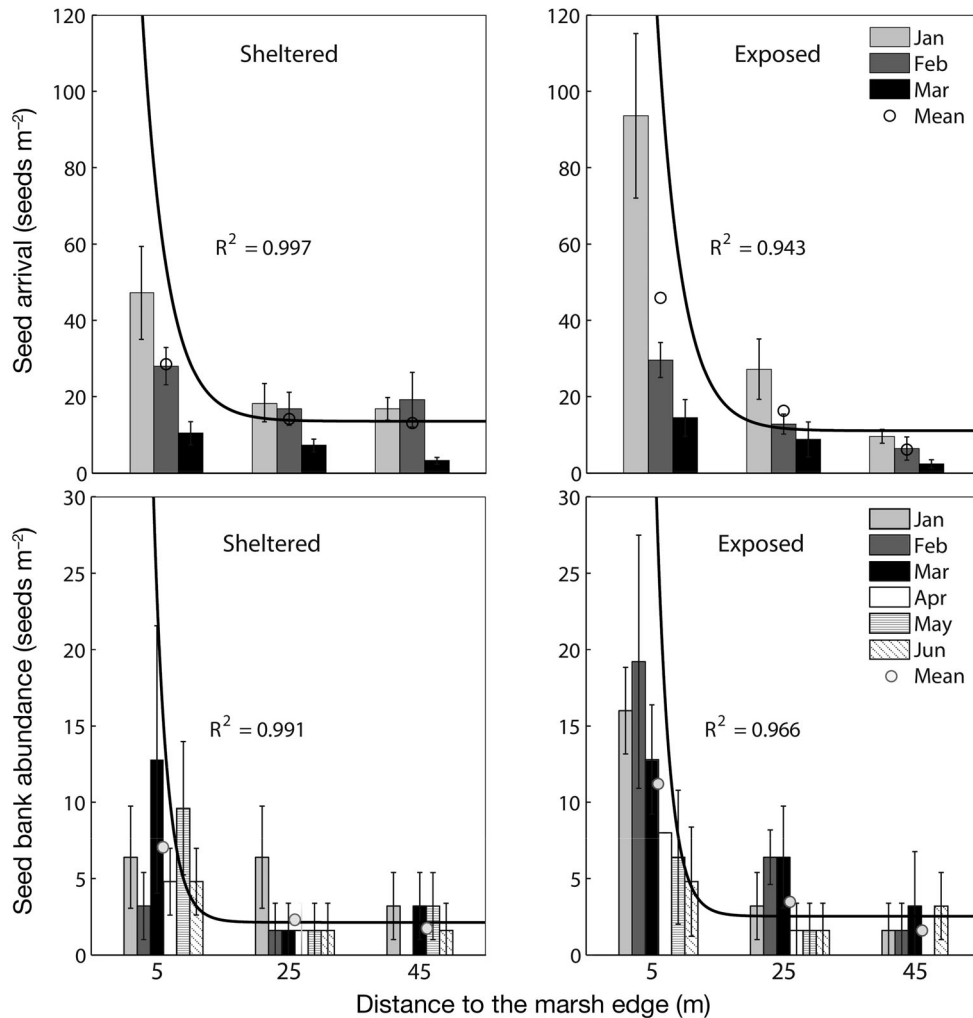 Sheltered
Exposed
Jan
Feb
Mar
Mean
R² = 0.997
R² = 0.943
Seed arrival (seeds m⁻²)
120
100
80
60
40
20
0
120
100
80
60
40
20
0
Sheltered
Exposed
Jan
Feb
Mar
Apr
May
Jun
Mean
R² = 0.991
R² = 0.966
Seed bank abundance (seeds m⁻²)
30
25
20
15
10
5
0
30
25
20
15
10
5
0
5 25 45
5 25 45
Distance to the marsh edge (m)